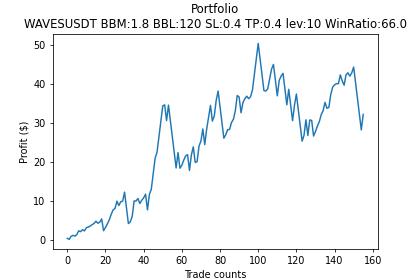 Portfolio
WAVESUSDT BBM:1.8 BBL:120 SL:0.4 TP:0.4 lev:10 WinRatio:66.0
50
40
30
20
10
0
Profit ($)
0 20 40 60 80 100 120 140 160
Trade counts